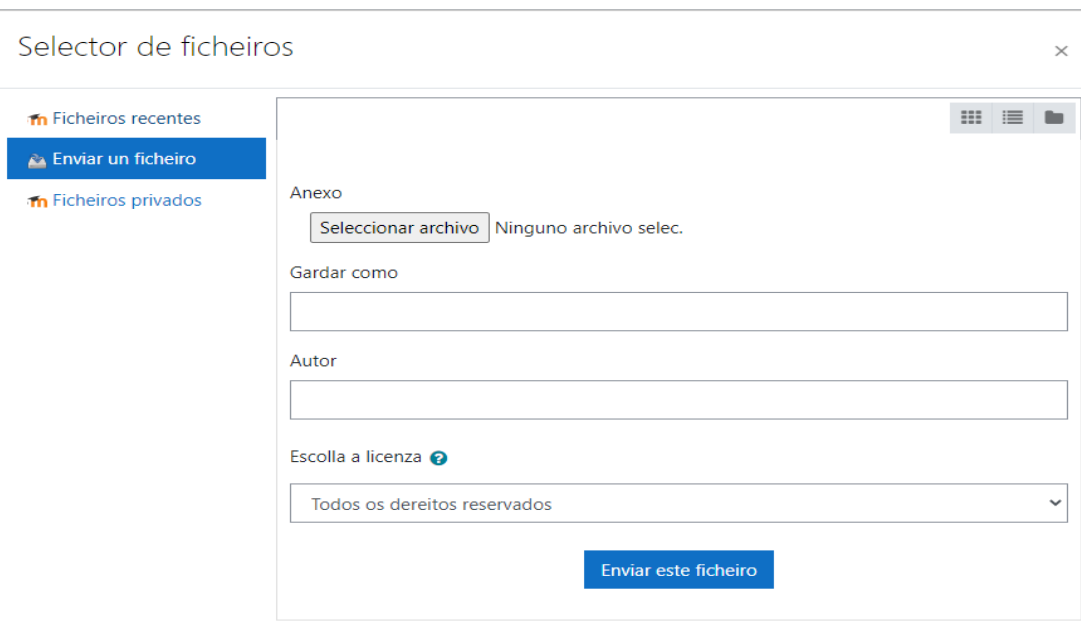 Selector de ficheiros
×
Ficheiros recentes
Enviar un ficheiro
Ficheiros privados
Anexo
Seleccionar archivo Ninguno archivo selec.
Gardar como
Autor
Escolla a licenza ?
Todos os dereitos reservados
Enviar este ficheiro